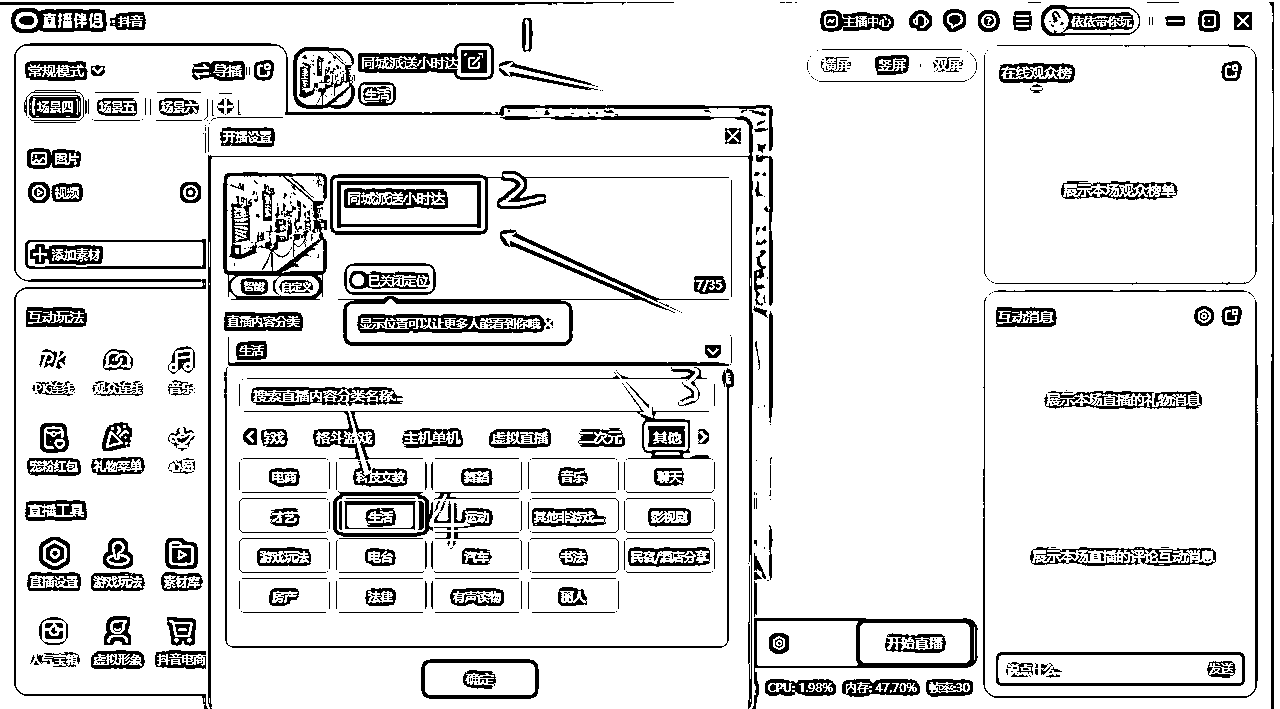 直播伴侣 抖音
主播中心
依依带你玩
常规模式
导播
场景四 场景五 场景六
图片
视频
添加素材
同城派送小时达
生活
1
横屏 竖屏 双屏
在线观众榜
展示本场观众榜单
开播设置
同城派送小时达
2
智能 自定义
已关闭定位
7/35
显示位置可以让更多人能看到你哦 x
直播内容分类
生活
3
搜索直播内容分类名称...
游戏 格斗游戏 主机单机 虚拟直播 二次元 其他
电商 科技文教 舞蹈 音乐 聊天
才艺 生活 4 运动 其他非游戏... 影视剧
游戏玩法 电台 汽车 书法 民宿/酒店分享
房产 法律 有声读物 丽人
确定
互动玩法
PK
PK连线 观众连线 音乐
宠粉红包 礼物菜单 心愿
直播工具
直播设置 游戏玩法 素材库
人气宝箱 虚拟形象 抖音电商
开始直播
CPU: 1.98% 内存: 47.70% 帧率:30
互动消息
展示本场直播的礼物消息
展示本场直播的评论互动消息
说点什么...
发送